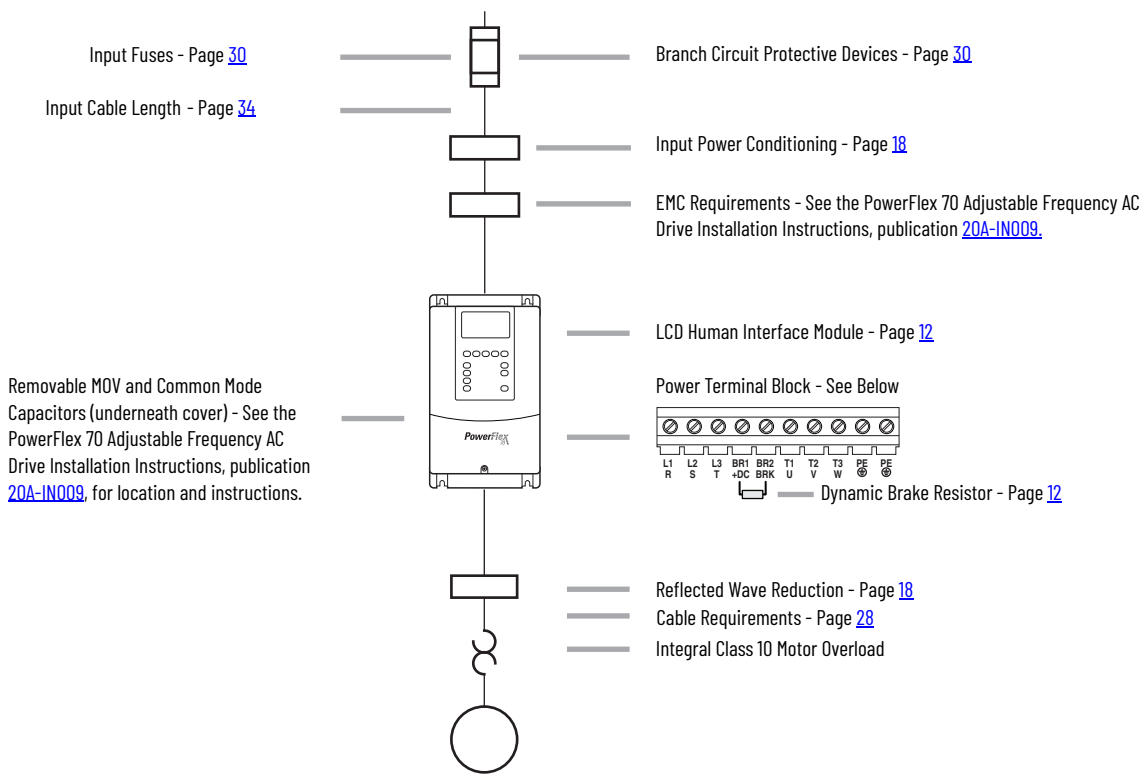 Input Fuses - Page 30
Branch Circuit Protective Devices - Page 30
Input Cable Length - Page 34
Input Power Conditioning - Page 18
EMC Requirements - See the PowerFlex 70 Adjustable Frequency AC
Drive Installation Instructions, publication 20A-IN009.
LCD Human Interface Module - Page 12
Removable MOV and Common Mode
Capacitors (underneath cover) - See the
PowerFlex 70 Adjustable Frequency AC
Drive Installation Instructions, publication
20A-IN009, for location and instructions.
PowerFlex
Power Terminal Block - See Below
L1 L2 L3 BR1 BR2 T1 T2 T3 PE PE
R S T +DC BRK U V W
Dynamic Brake Resistor - Page 12
Reflected Wave Reduction - Page 18
Cable Requirements - Page 28
Integral Class 10 Motor Overload